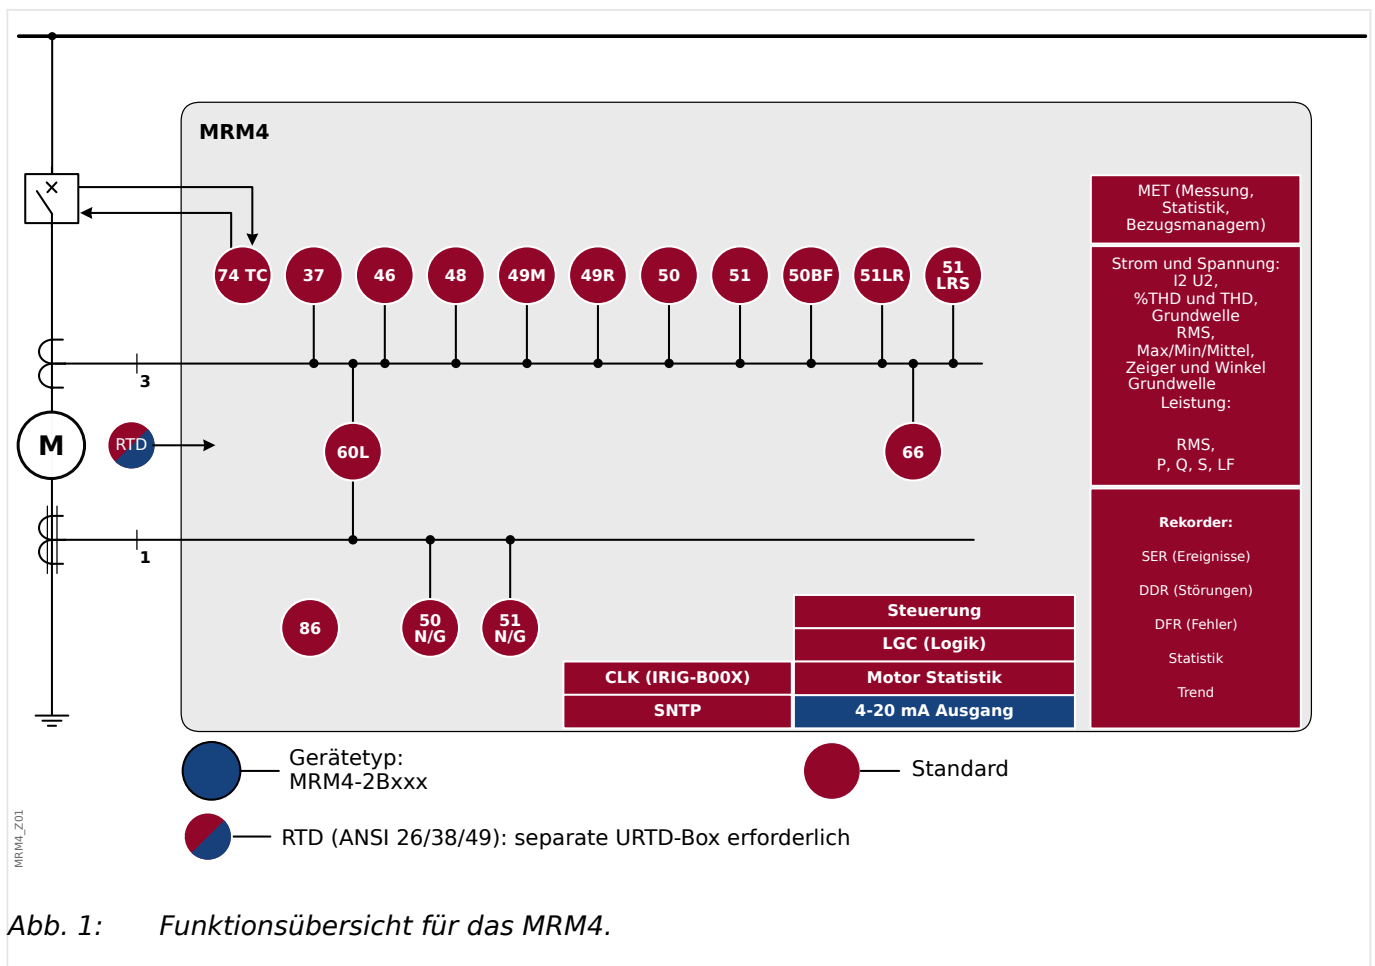 MRM4
MET (Messung,
Statistik,
Bezugsmanagem)
74 TC
37
46
48
49M
49R
50
51
50BF
51LR
51
LRS
Strom und Spannung:
I2 U2,
%THD und THD,
Grundwelle
RMS,
Max/Min/Mittel,
Zeiger und Winkel
Grundwelle
Leistung:
RMS,
P, Q, S, LF
3
M
RTD
60L
66
1
Rekorder:
SER (Ereignisse)
DDR (Störungen)
DFR (Fehler)
Statistik
Trend
86
50
N/G
51
N/G
Steuerung
LGC (Logik)
CLK (IRIG-B00X)
Motor Statistik
SNTP
4-20 mA Ausgang
Gerätetyp:
MRM4-2Bxxx
Standard
RTD (ANSI 26/38/49): separate URTD-Box erforderlich
MRM4_Z01
Abb. 1: Funktionsübersicht für das MRM4.